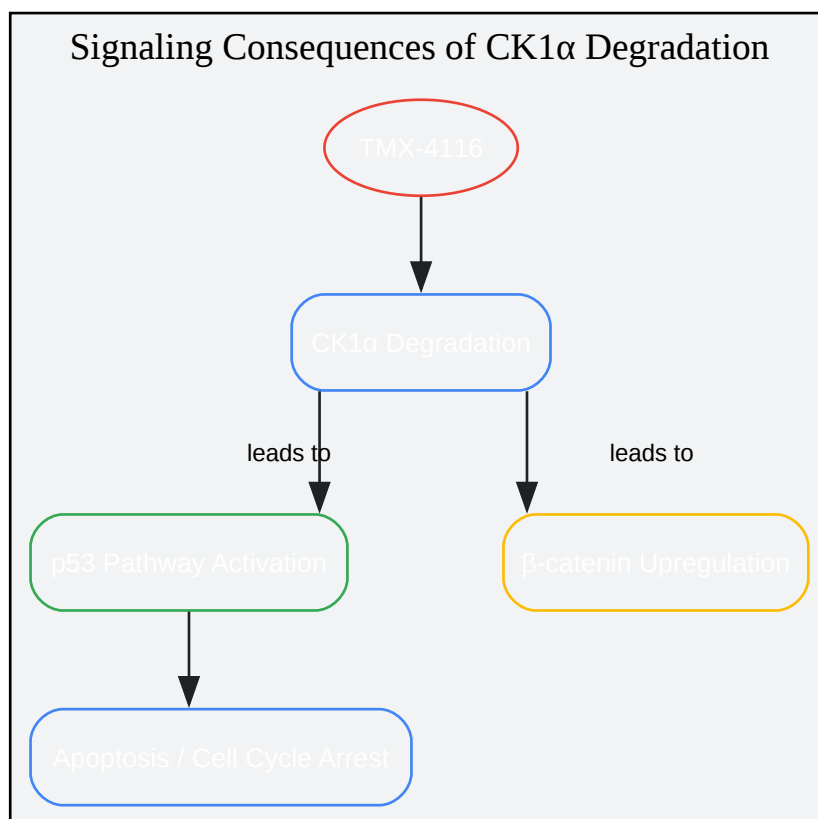 Signaling Consequences of CK1α Degradation
TMX-4116
CK1α Degradation
leads to
leads to
p53 Pathway Activation
β-catenin Upregulation
Apoptosis / Cell Cycle Arrest